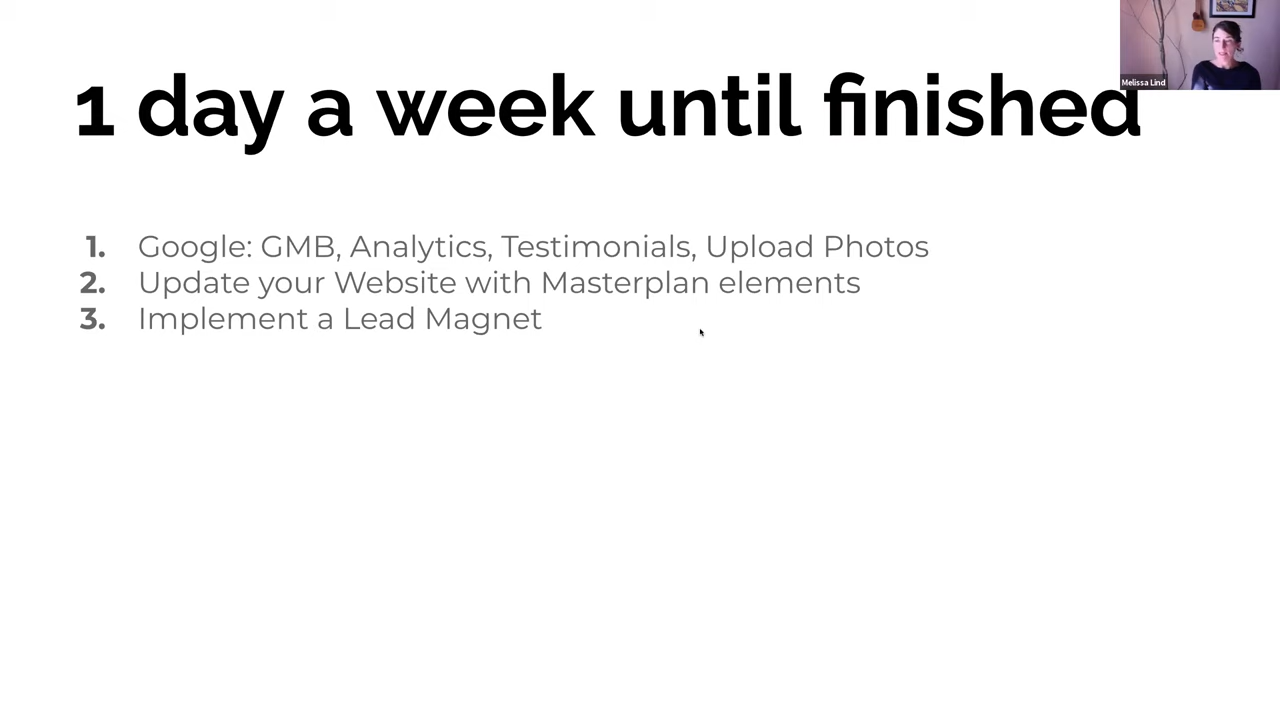 1 day a week until finished
Melissa Lind
1. Google: GMB, Analytics, Testimonials, Upload Photos
2. Update your Website with Masterplan elements
3. Implement a Lead Magnet